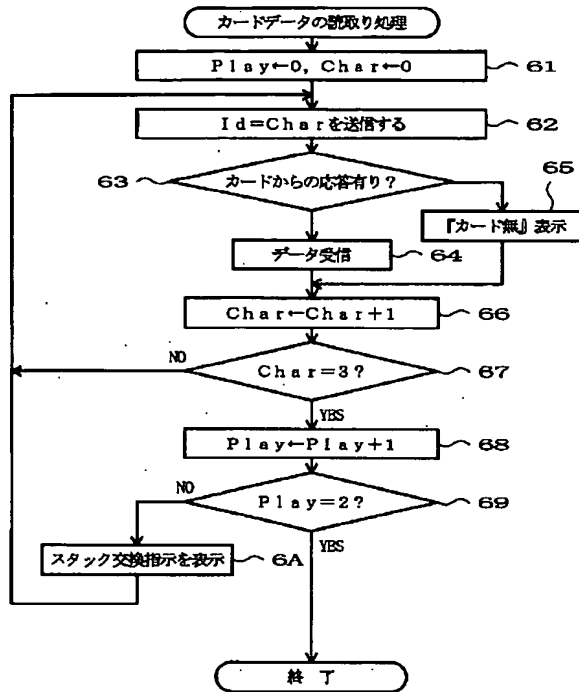 カードデータの読取り処理
Play←0, Char←0
61
Id=Charを送信する
62
63
カードからの応答有り?
65
『カード無』表示
データ受信
64
Char←Char+1
66
NO
Char=3?
67
YES
Play←Play+1
68
NO
Play=2?
69
YES
スタック交換指示を表示
6A
終了